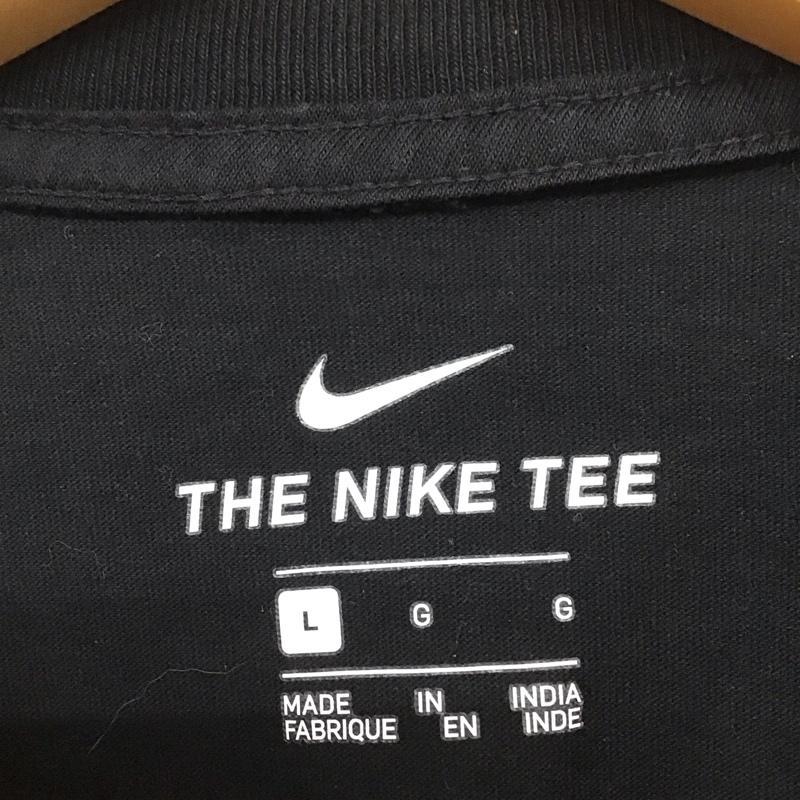 THE NIKE TEE
L G G
MADE IN INDIA
FABRIQUE EN INDE